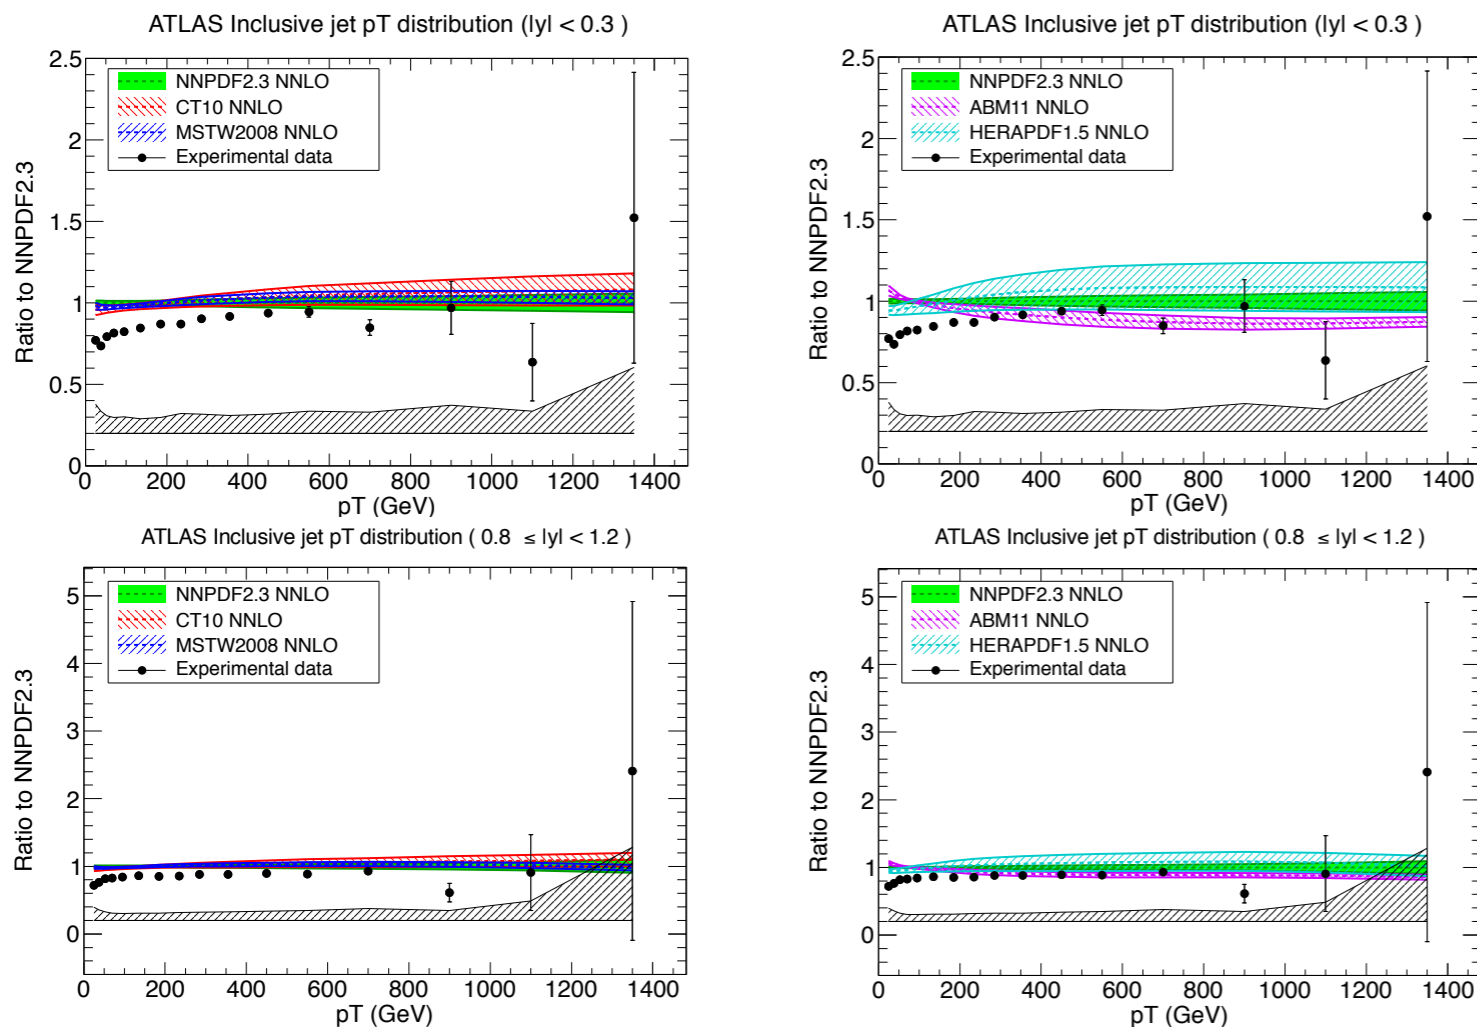 ATLAS Inclusive jet pT distribution (|y| < 0.3 )
Ratio to NNPDF2.3
2.5
2
1.5
1
0.5
0
NNPDF2.3 NNLO
CT10 NNLO
MSTW2008 NNLO
Experimental data
0 200 400 600 800 1000 1200 1400
pT (GeV)
ATLAS Inclusive jet pT distribution (|y| < 0.3 )
Ratio to NNPDF2.3
2.5
2
1.5
1
0.5
0
NNPDF2.3 NNLO
ABM11 NNLO
HERAPDF1.5 NNLO
Experimental data
0 200 400 600 800 1000 1200 1400
pT (GeV)
ATLAS Inclusive jet pT distribution ( 0.8 ≤ |y| < 1.2 )
Ratio to NNPDF2.3
5
4
3
2
1
0
NNPDF2.3 NNLO
CT10 NNLO
MSTW2008 NNLO
Experimental data
0 200 400 600 800 1000 1200 1400
pT (GeV)
ATLAS Inclusive jet pT distribution ( 0.8 ≤ |y| < 1.2 )
Ratio to NNPDF2.3
5
4
3
2
1
0
NNPDF2.3 NNLO
ABM11 NNLO
HERAPDF1.5 NNLO
Experimental data
0 200 400 600 800 1000 1200 1400
pT (GeV)